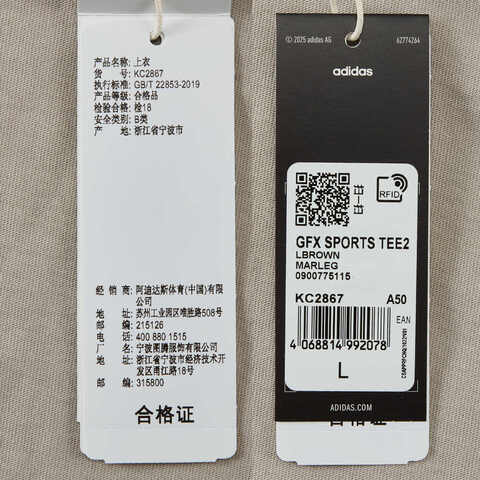 产品名称: 上衣
货 号: KC2867
执行标准: GB/T 22853-2019
产品等级: 合格品
检验合格: 检18
安全类别: B类
产 地: 浙江省宁波市
经 销 商: 阿迪达斯体育(中国)有限
公司
地 址: 苏州工业园区唯胜路508号
邮 编: 215126
电 话: 400 880 1515
厂 名: 宁波图腾服饰有限公司
地 址: 浙江省宁波市经济技术开
发区甬江路18号
邮 编: 315800
合格证
© 2025 adidas AG
62774264
adidas
RFID
GFX SPORTS TEE2
LBROWN
MARLEG
0900775115
KC2867 A50
EAN
4 068814 992078
L
ADIDAS.COM
合格证